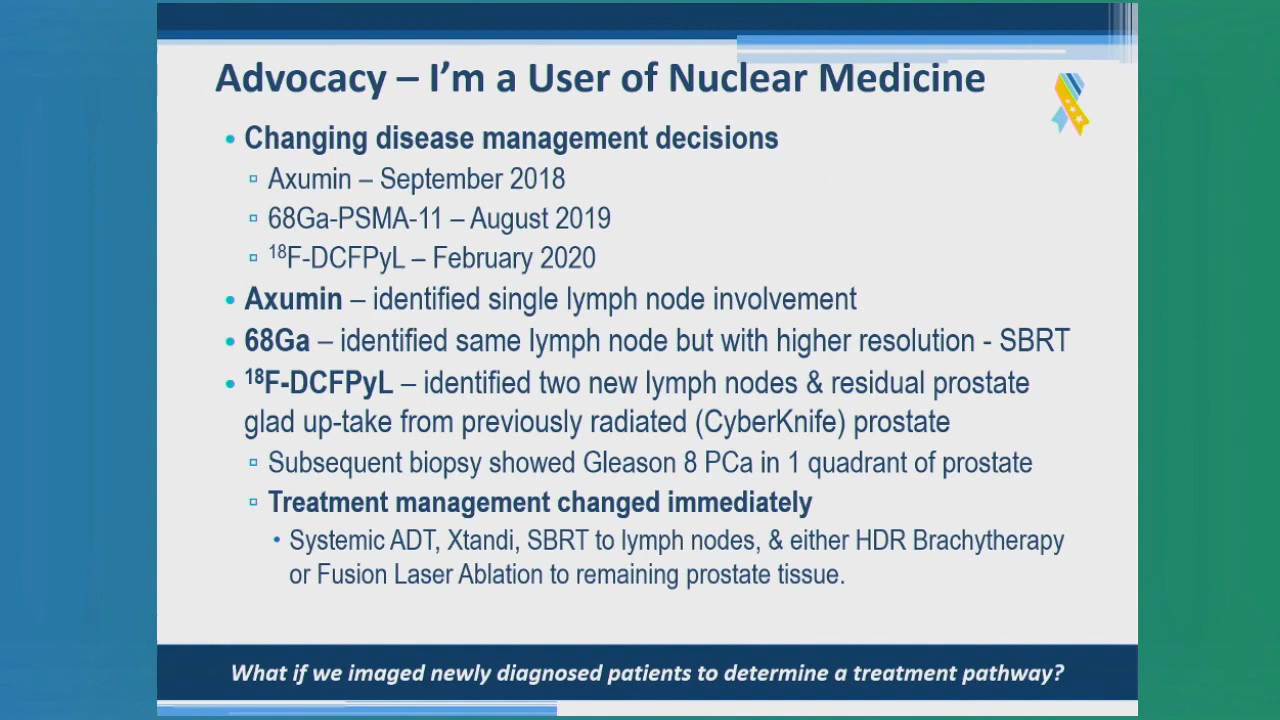 Advocacy – I’m a User of Nuclear Medicine
• Changing disease management decisions
▫ Axumin – September 2018
▫ 68Ga-PSMA-11 – August 2019
▫ ¹⁸F-DCFPyL – February 2020
• Axumin – identified single lymph node involvement
• 68Ga – identified same lymph node but with higher resolution - SBRT
• ¹⁸F-DCFPyL – identified two new lymph nodes & residual prostate
glad up-take from previously radiated (CyberKnife) prostate
▫ Subsequent biopsy showed Gleason 8 PCa in 1 quadrant of prostate
▫ Treatment management changed immediately
• Systemic ADT, Xtandi, SBRT to lymph nodes, & either HDR Brachytherapy
or Fusion Laser Ablation to remaining prostate tissue.
What if we imaged newly diagnosed patients to determine a treatment pathway?